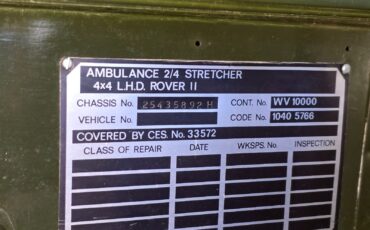 AMBULANCE 2/4 STRETCHER
4x4 L.H.D. ROVER II
CHASSIS No. 25435892H CONT. No. WV 10000
VEHICLE No. CODE No. 1040 5766
COVERED BY CES. No. 33572
CLASS OF REPAIR DATE WKSPS. No. INSPECTION